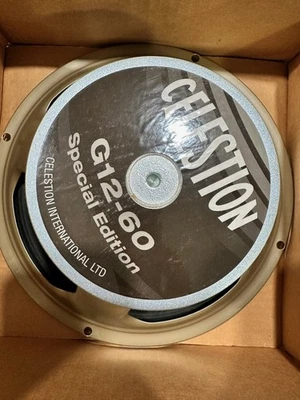 CELESTION
G12-60
Special Edition
CELESTION INTERNATIONAL LTD